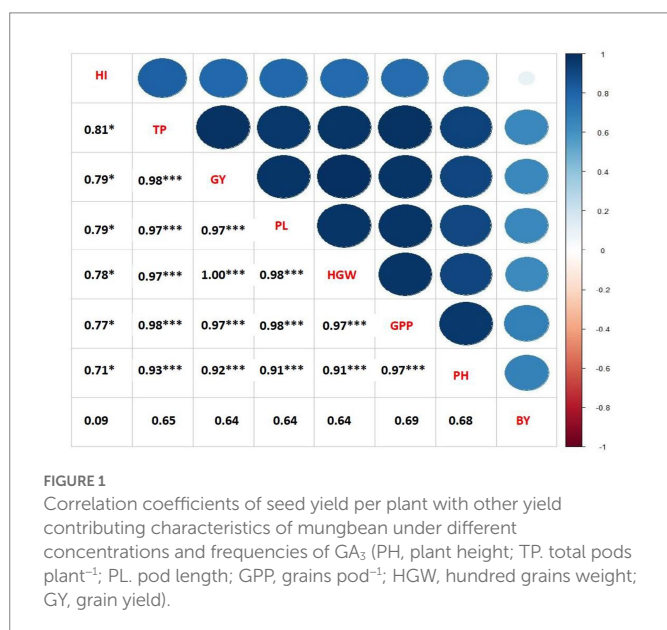 HI
1
0.8
0.81* TP
0.6
0.79* 0.98*** GY
0.4
0.79* 0.97*** 0.97*** PL
0.2
0
0.78* 0.97*** 1.00*** 0.98*** HGW
-0.2
0.77* 0.98*** 0.97*** 0.98*** 0.97*** GPP
-0.4
-0.6
0.71* 0.93*** 0.92*** 0.91*** 0.91*** 0.97*** PH
-0.8
0.09 0.65 0.64 0.64 0.64 0.69 0.68 BY
-1
FIGURE 1
Correlation coefficients of seed yield per plant with other yield
contributing characteristics of mungbean under different
concentrations and frequencies of GA₃ (PH, plant height; TP. total pods
plant⁻¹; PL. pod length; GPP, grains pod⁻¹; HGW, hundred grains weight;
GY, grain yield).